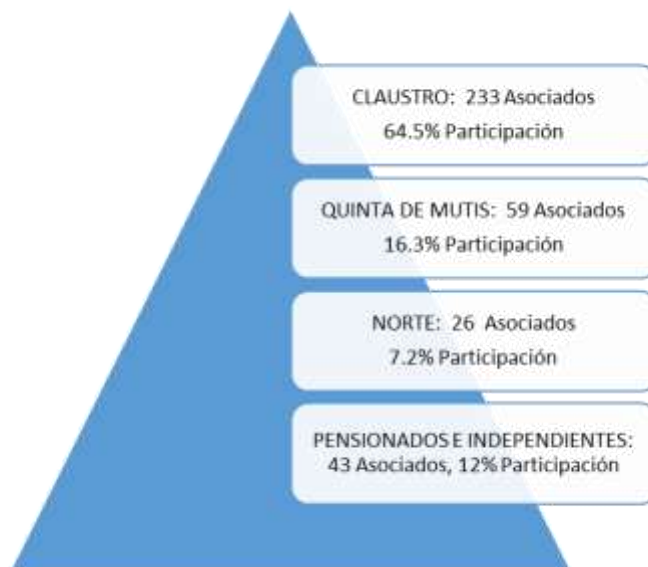 CLAUSTRO: 233 Asociados
64.5% Participación
QUINTA DE MUTIS: 59 Asociados
16.3% Participación
NORTE: 26 Asociados
7.2% Participación
PENSIONADOS E INDEPENDIENTES:
43 Asociados, 12% Participación